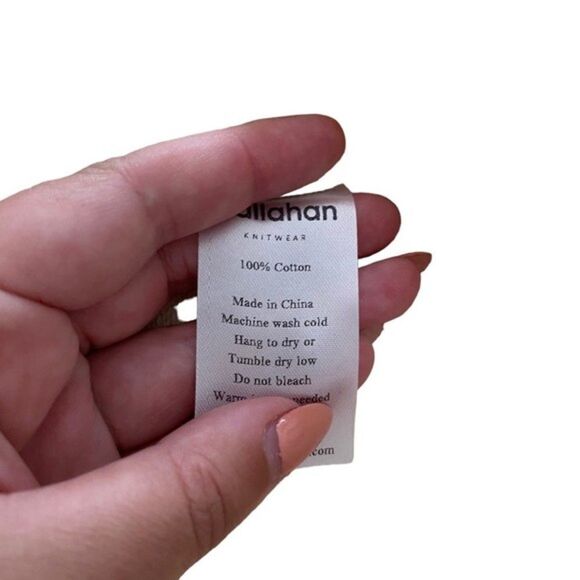 allahan
KNITWEAR
100% Cotton
Made in China
Machine wash cold
Hang to dry or
Tumble dry low
Do not bleach
Warm needed
.com